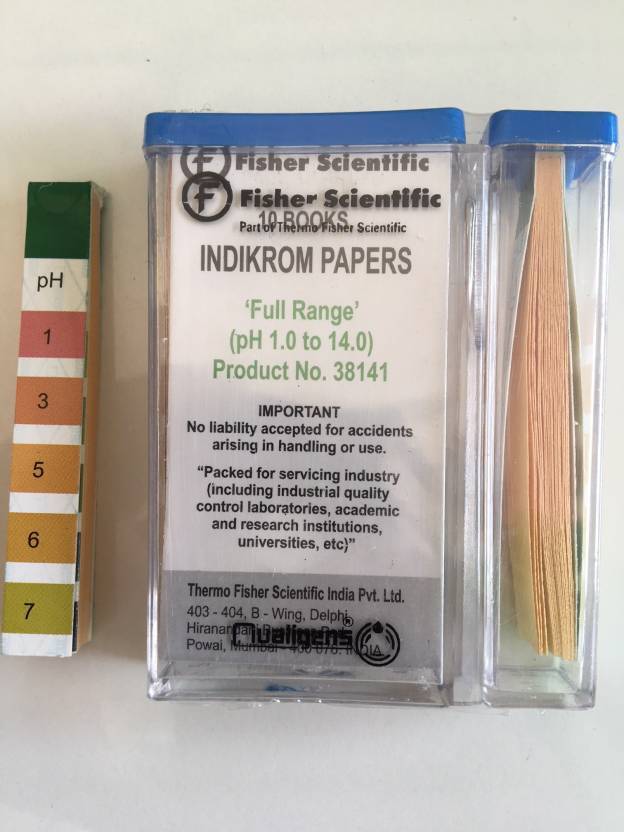 pH
1
3
5
6
7
Fisher Scientific
Fisher Scientific
10 BOOKS
Part of Thermo Fisher Scientific
INDIKROM PAPERS
‘Full Range’
(pH 1.0 to 14.0)
Product No. 38141
IMPORTANT
No liability accepted for accidents
arising in handling or use.
“Packed for servicing industry
(including industrial quality
control laboratories, academic
and research institutions,
universities, etc)”
Thermo Fisher Scientific India Pvt. Ltd.
403 - 404, B - Wing, Delphi,
Qualigens®
Powai, Mumbai - 400 076. INDIA